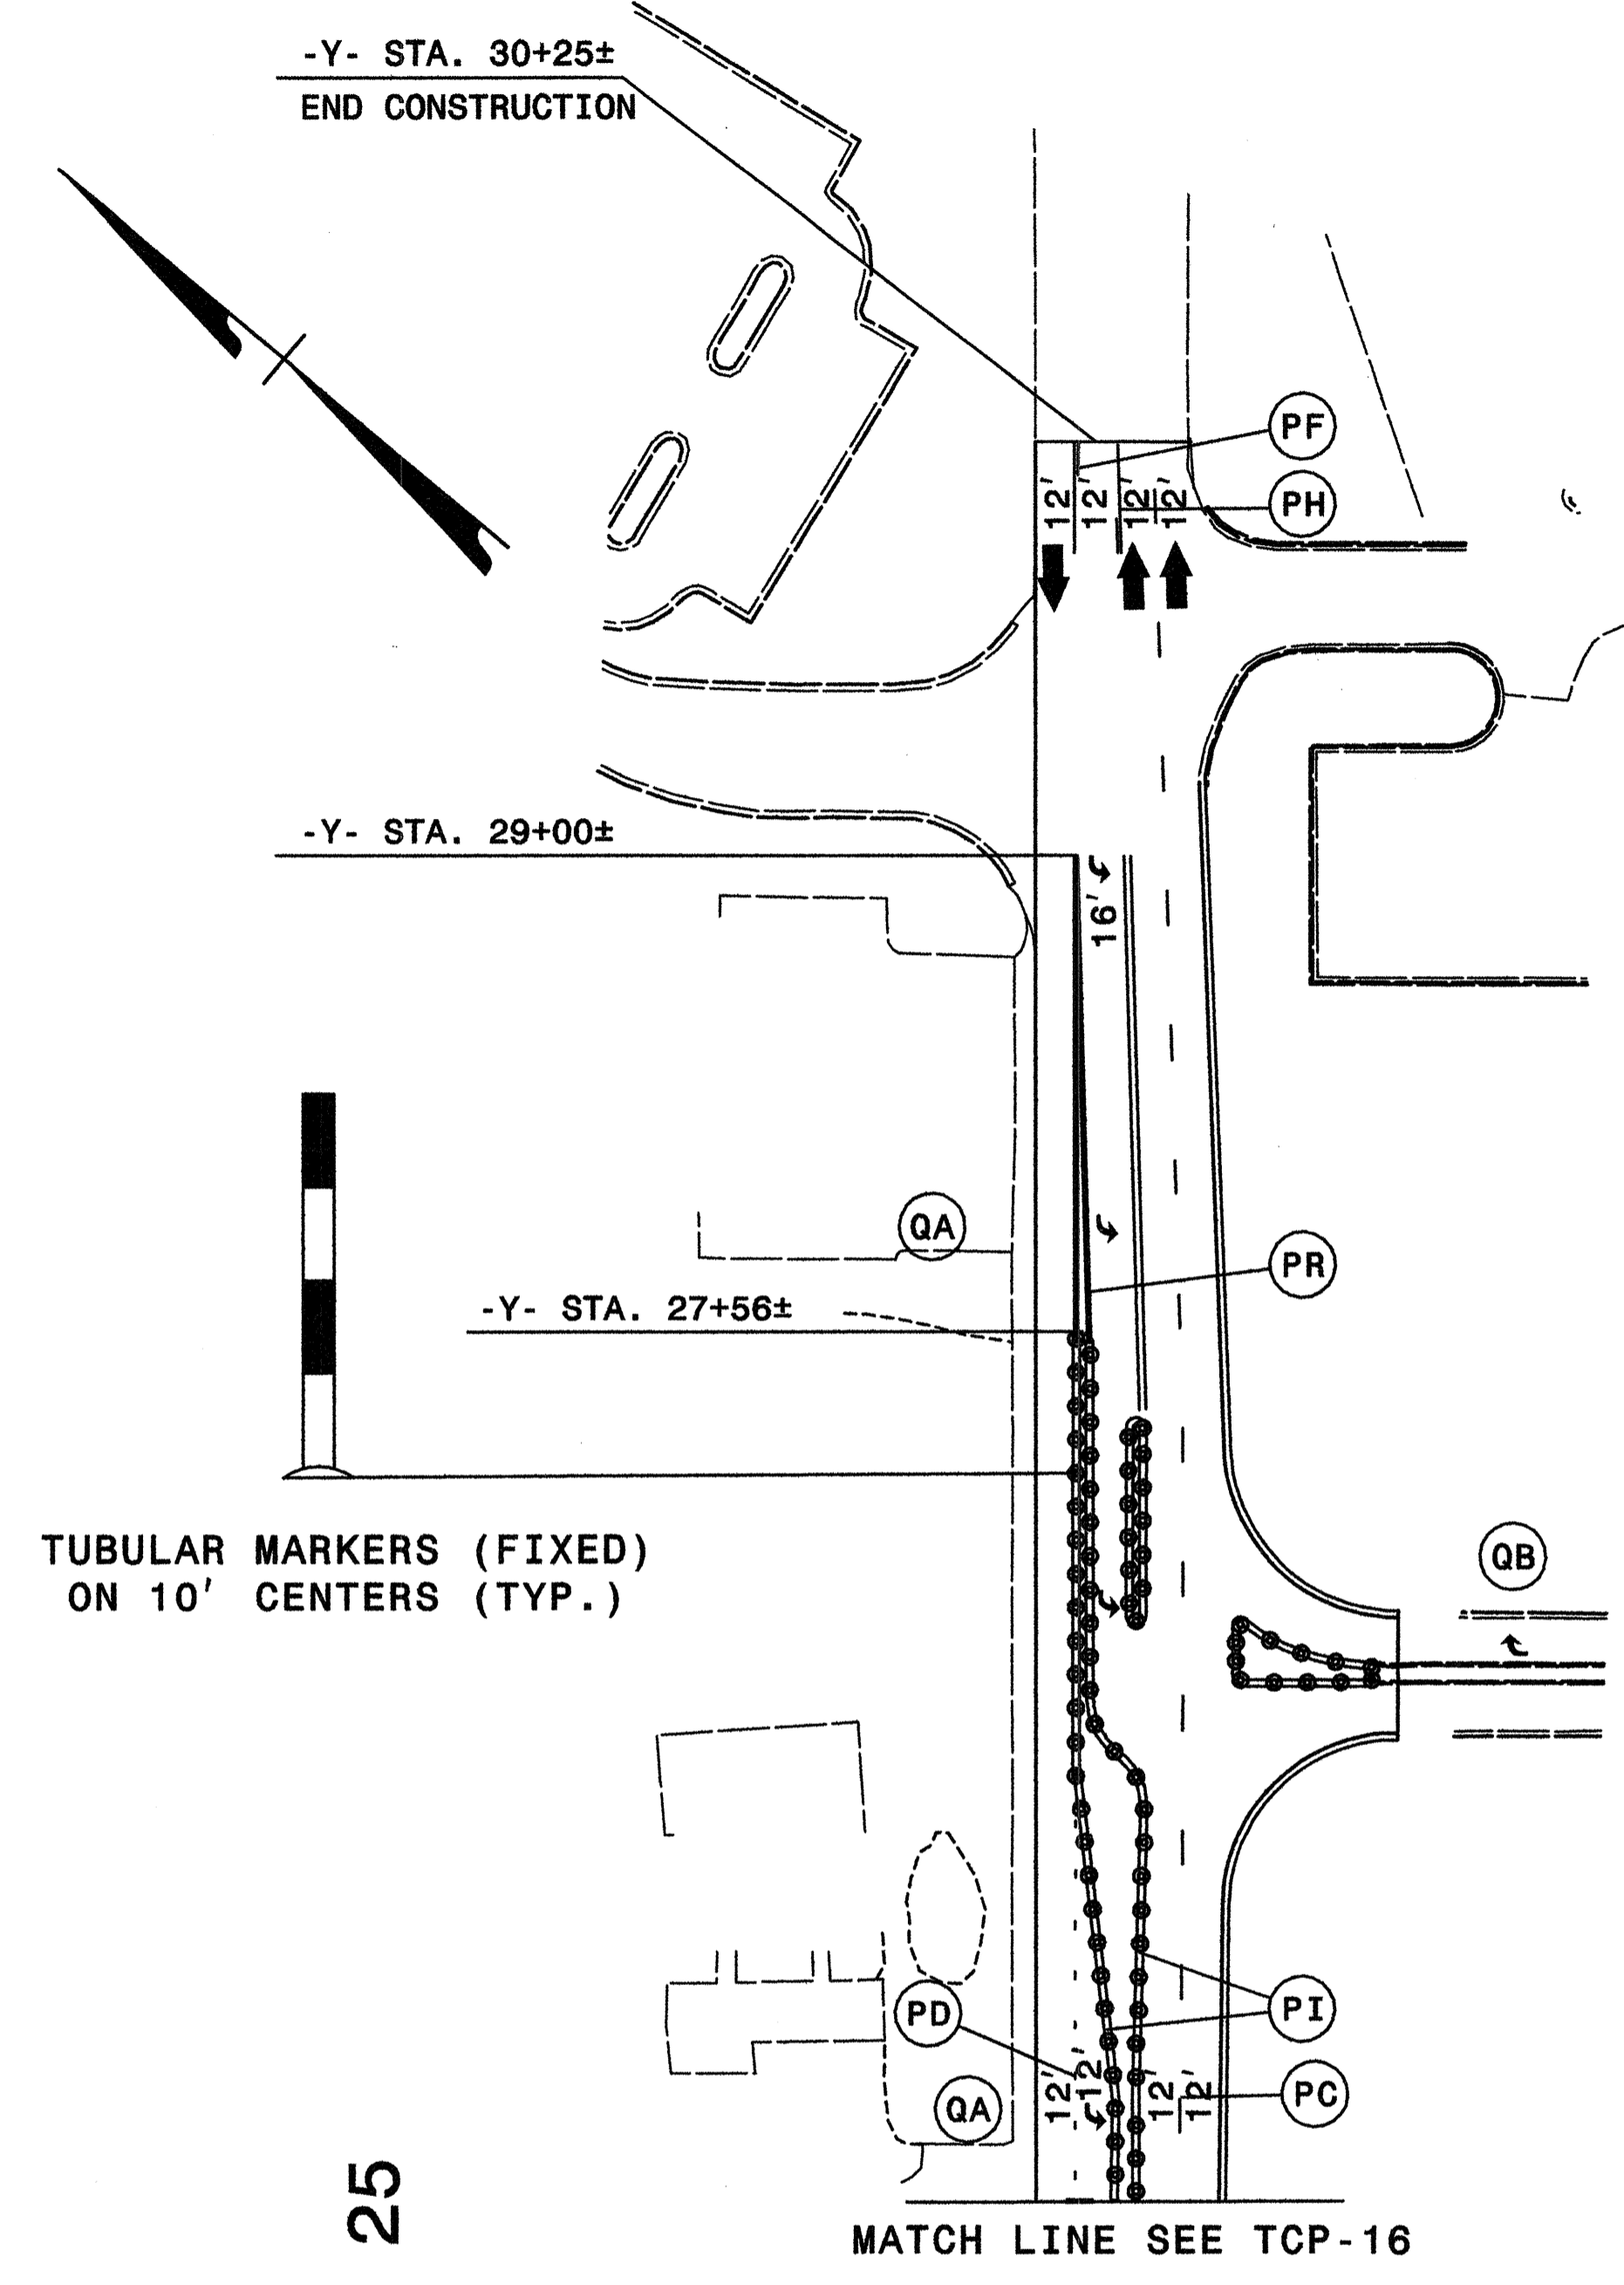 -Y- STA. 30+25±
END CONSTRUCTION
PF
12'
12'
12'
12'
PH
-Y- STA. 29+00±
16'
QA
PR
-Y- STA. 27+56±
TUBULAR MARKERS (FIXED)
ON 10' CENTERS (TYP.)
QB
PD
PI
12'
12'
12'
12'
PC
QA
25
MATCH LINE SEE TCP-16